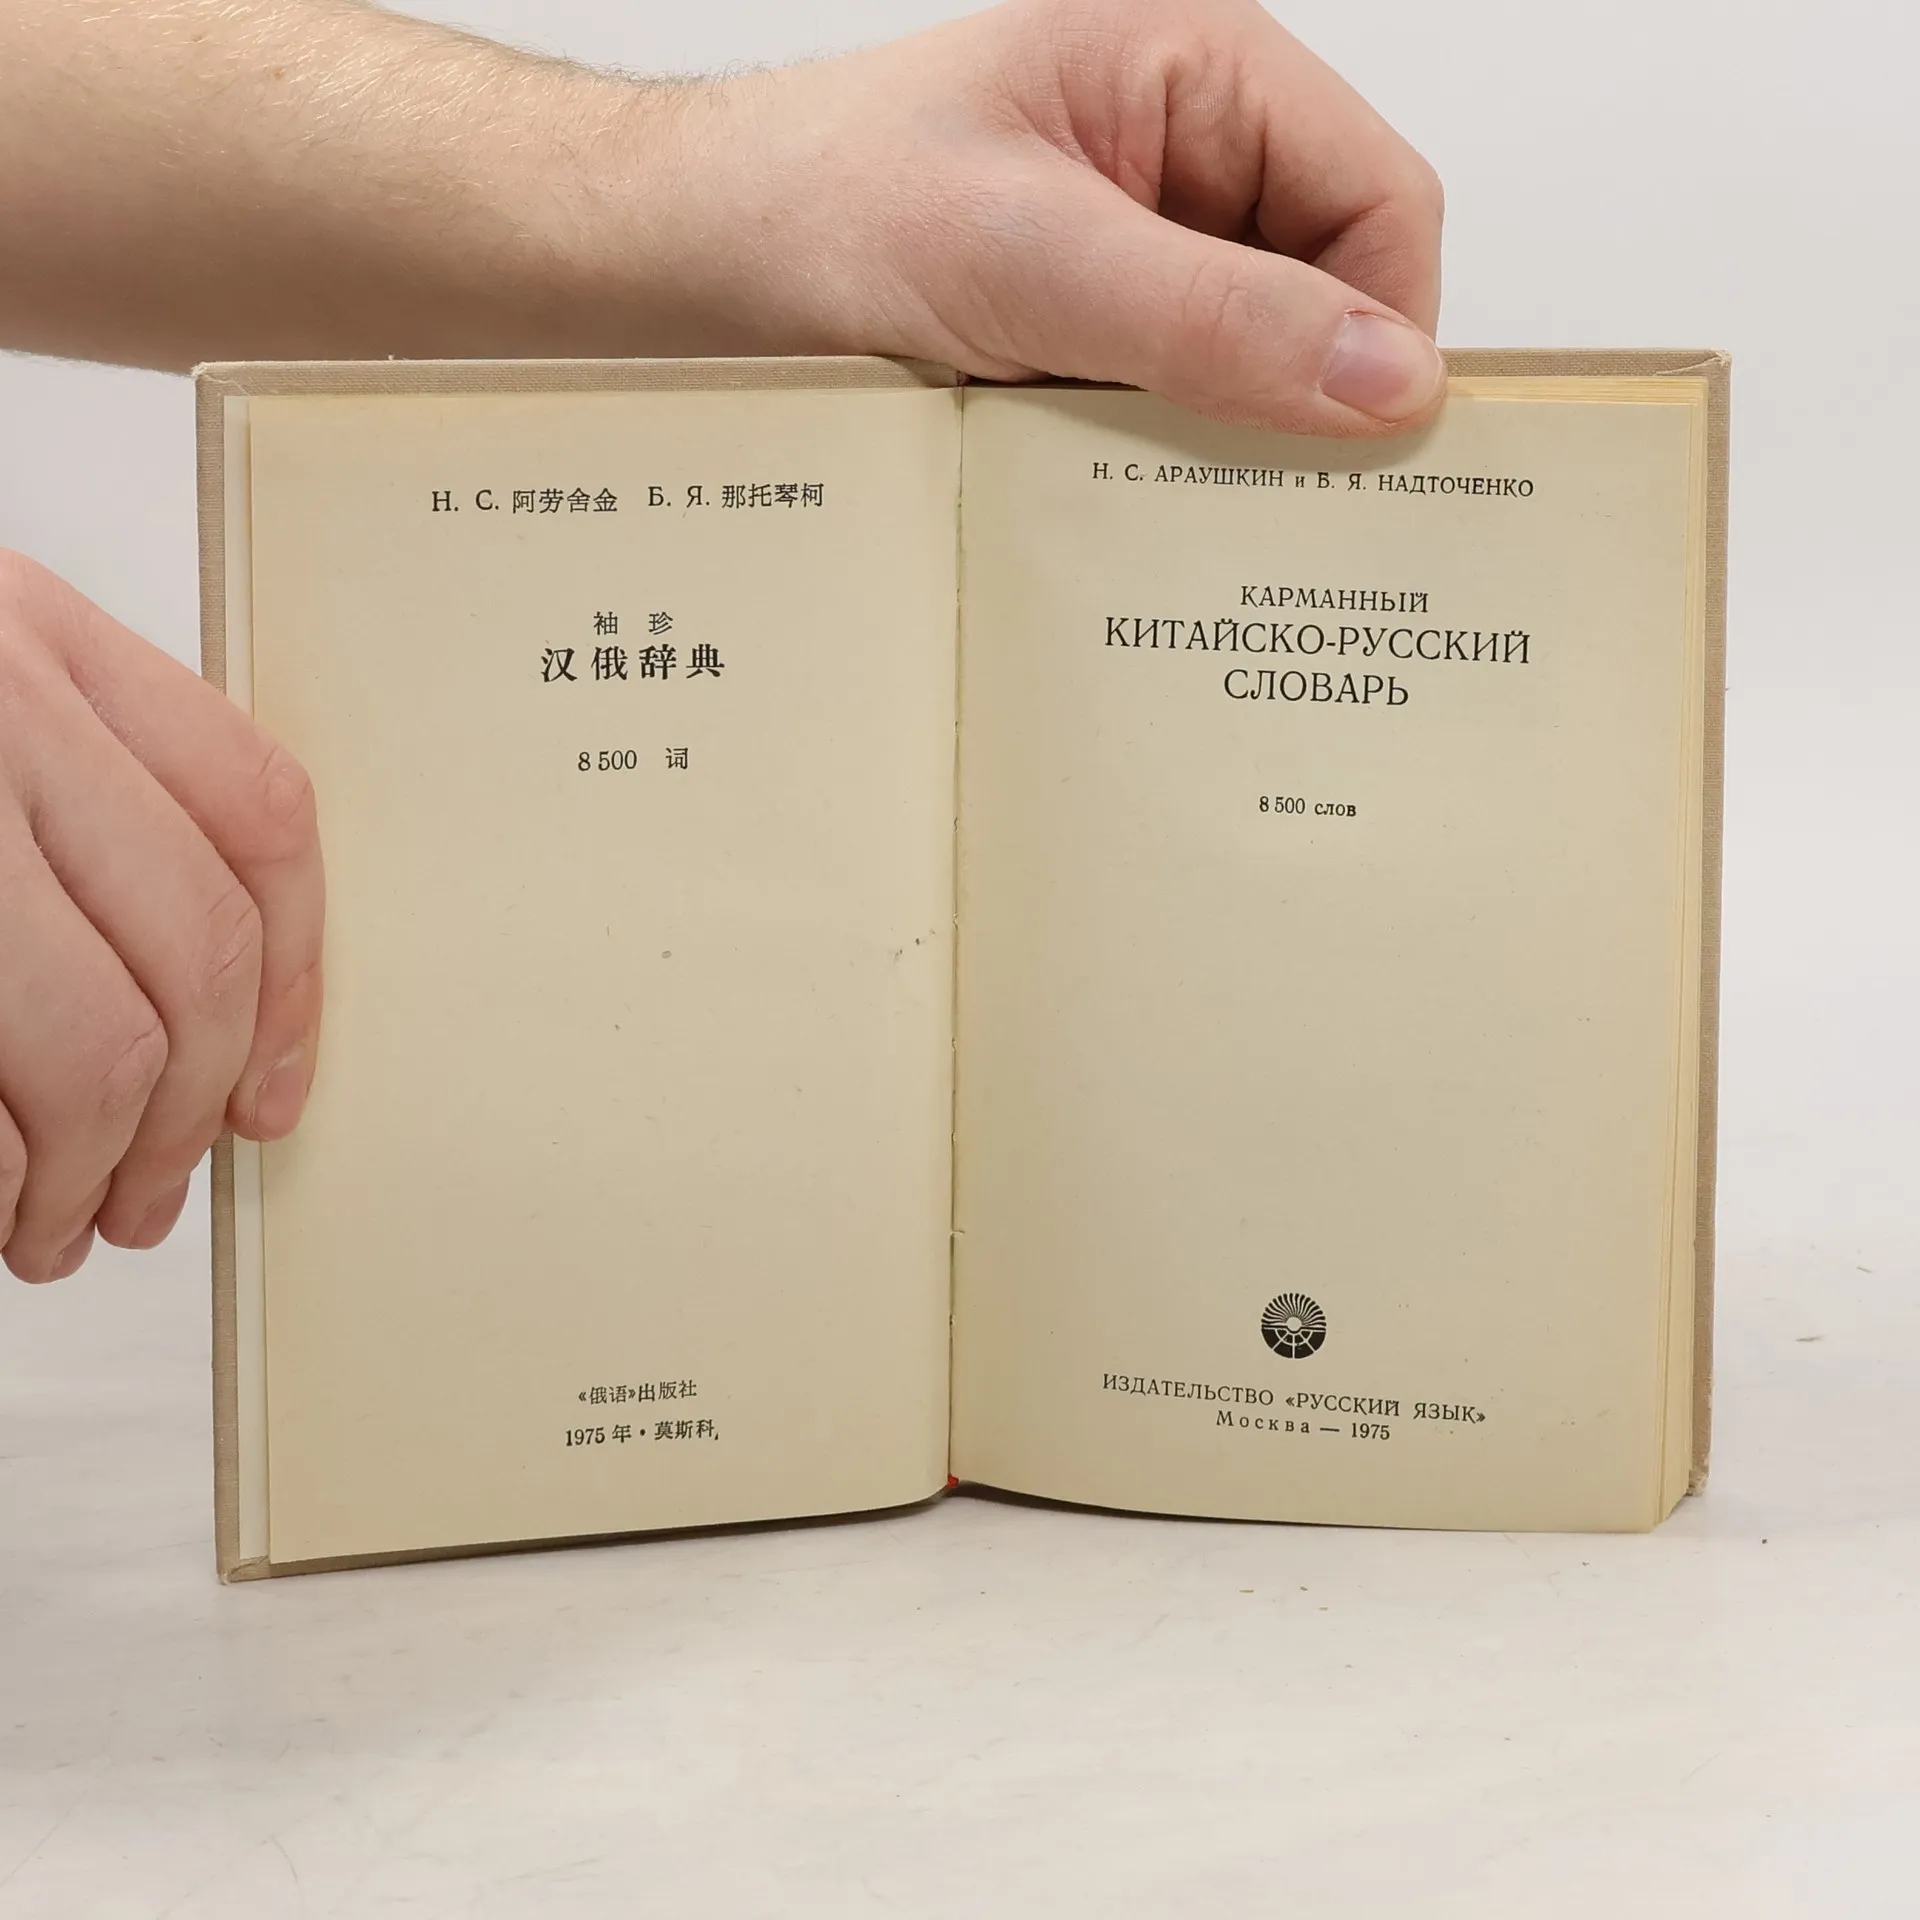 Н. С. 阿劳舍金 Б. Я. 那托琴柯
袖 珍
汉俄辞典
8 500 词
《俄语》出版社
1975 年・莫斯科
Н. С. АРАУШКИН и Б. Я. НАДТОЧЕНКО
КАРМАННЫЙ
КИТАЙСКО-РУССКИЙ
СЛОВАРЬ
8 500 слов
ИЗДАТЕЛЬСТВО «РУССКИЙ ЯЗЫК»
Москва — 1975